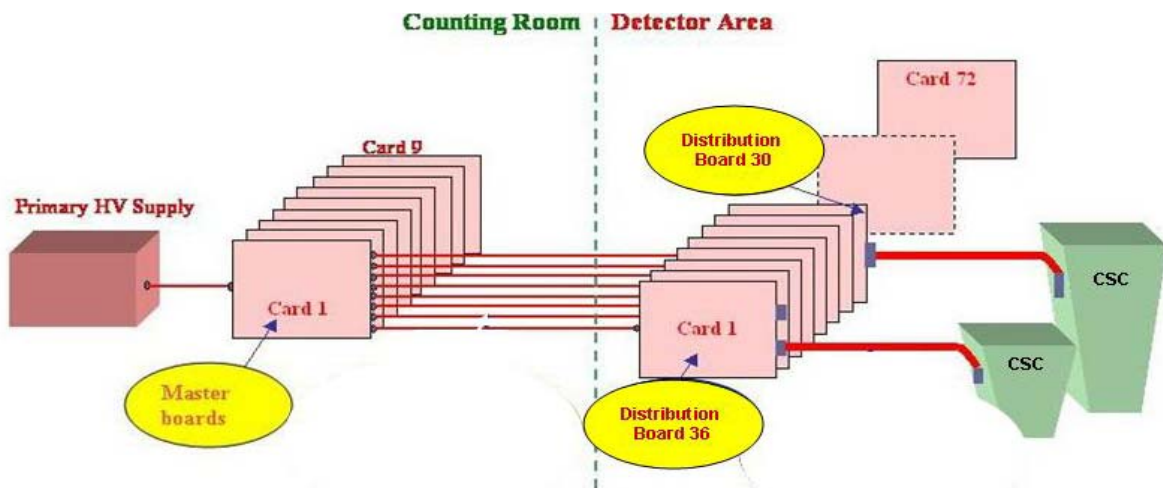 Counting Room
Detector Area
Card 72
Distribution
Board 30
Card 9
Primary HV Supply
CSC
Card 1
Card 1
CSC
Master
boards
Distribution
Board 36